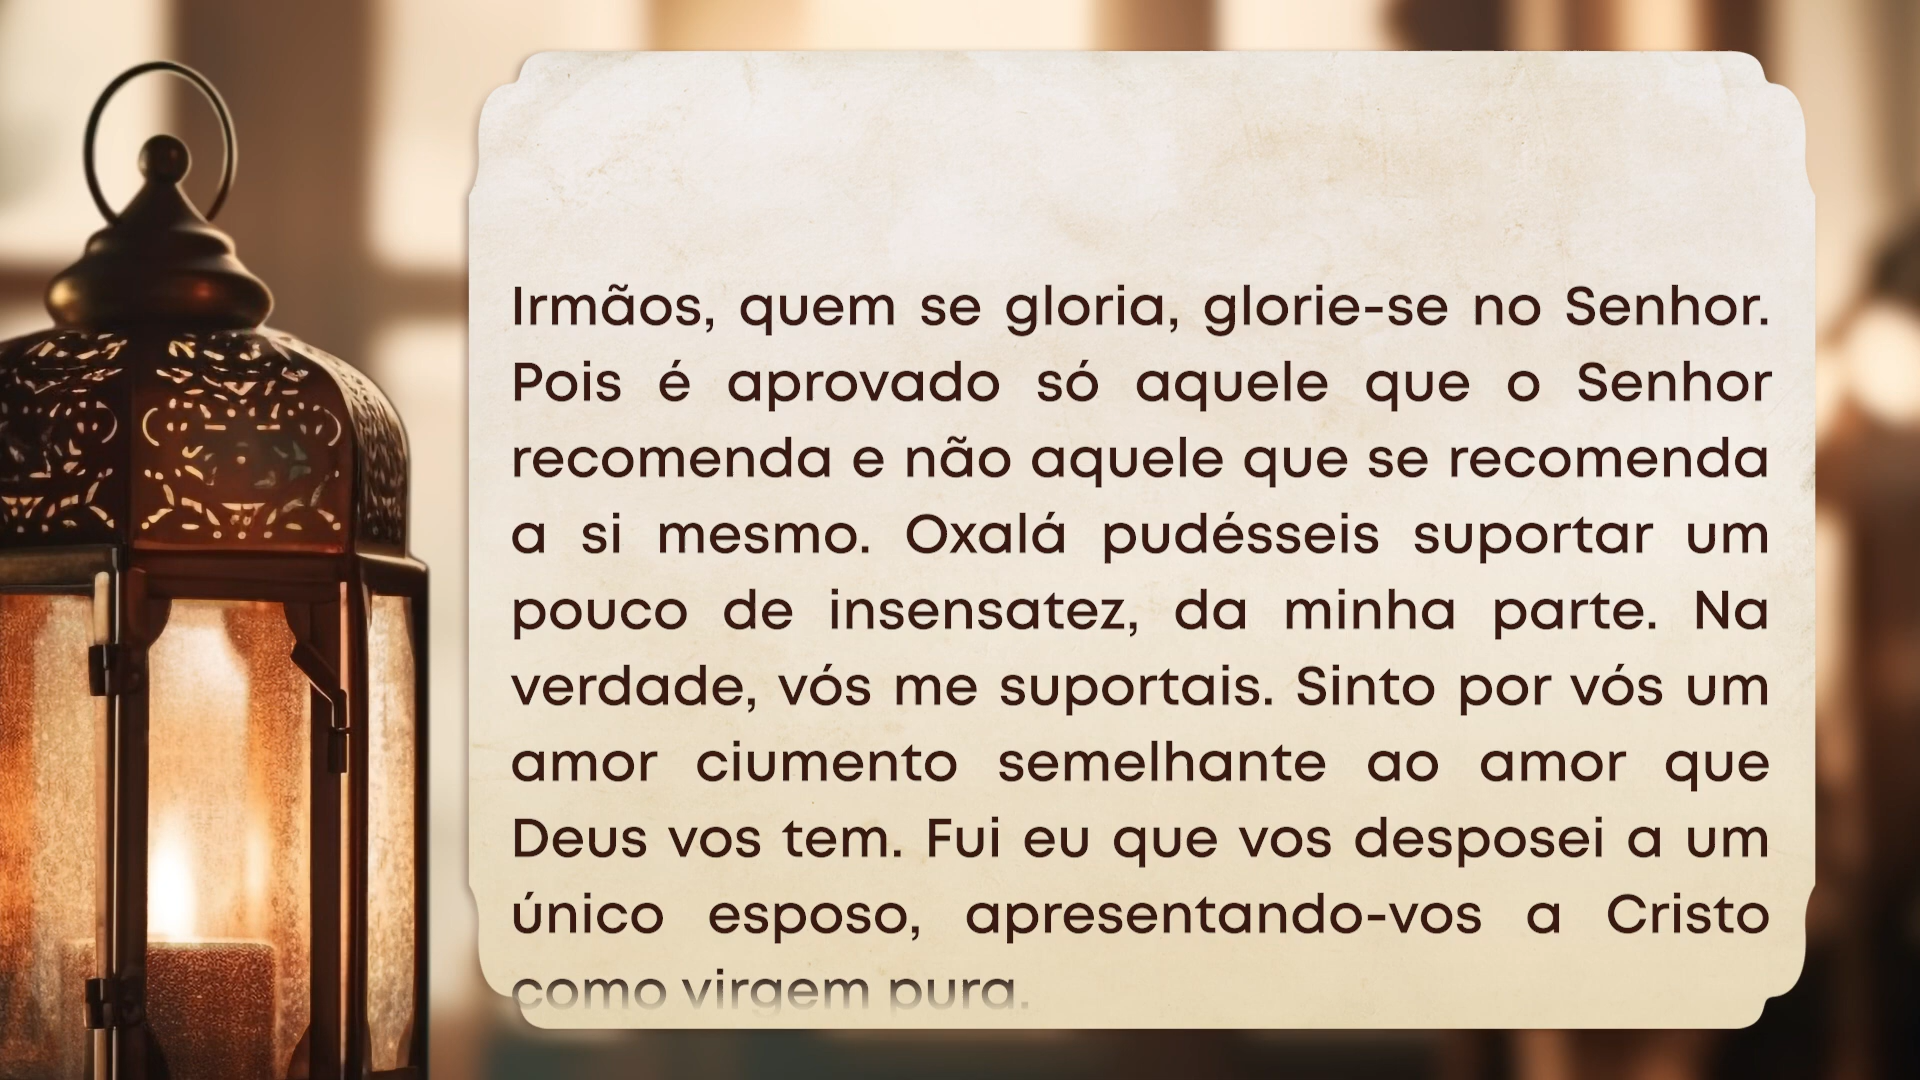 Irmãos, quem se gloria, glorie-se no Senhor.
Pois é aprovado só aquele que o Senhor
recomenda e não aquele que se recomenda
a si mesmo. Oxalá pudésseis suportar um
pouco de insensatez, da minha parte. Na
verdade, vós me suportais. Sinto por vós um
amor ciumento semelhante ao amor que
Deus vos tem. Fui eu que vos desposei a um
único esposo, apresentando-vos a Cristo
como virgem pura.